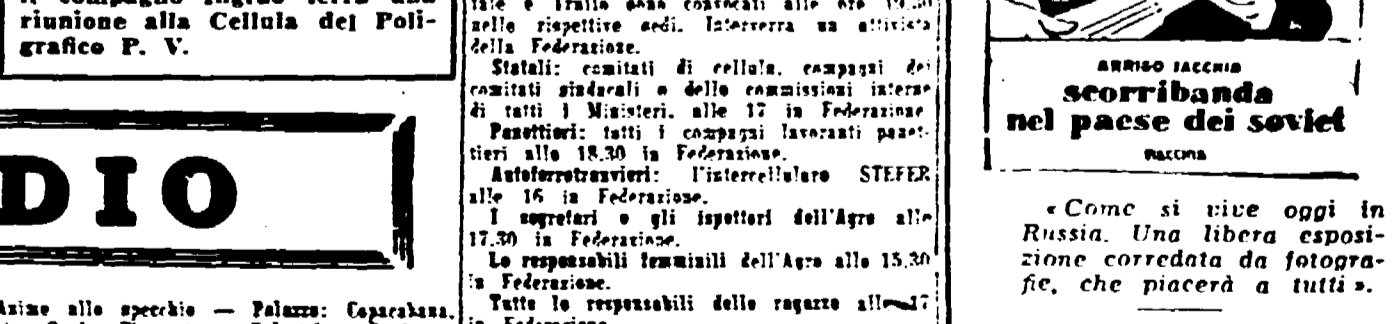 riunione alla Cellula del Poli-
grafico P. V.
DIO
Anime allo specchio — Palazzo: Copacabana,
nelle rispettive sedi. Interverrà un attivista
della Federazione.
Statali: comitati di cellula, compagni dei
comitati sindacali e delle commissioni interne
di tutti i Ministeri, alle 17 in Federazione
Panettieri: tutti i compagni lavoranti panet-
tieri alle 18.30 in Federazione.
Autoferrotranvieri: l'intercellulare STEFER
alle 16 in Federazione.
I segretari e gli ispettori dell'Agro alle
17.30 in Federazione.
Le responsabili femminili dell'Agro alle 15.30
in Federazione.
Tutte le responsabili delle ragazze alle 17
in Federazione
ARRIGO JACCHIA
scorribanda
nel paese dei soviet
MACCHIA
«Come si vive oggi in
Russia. Una libera esposi-
zione corredata da fotogra-
fie, che piacerà a tutti».